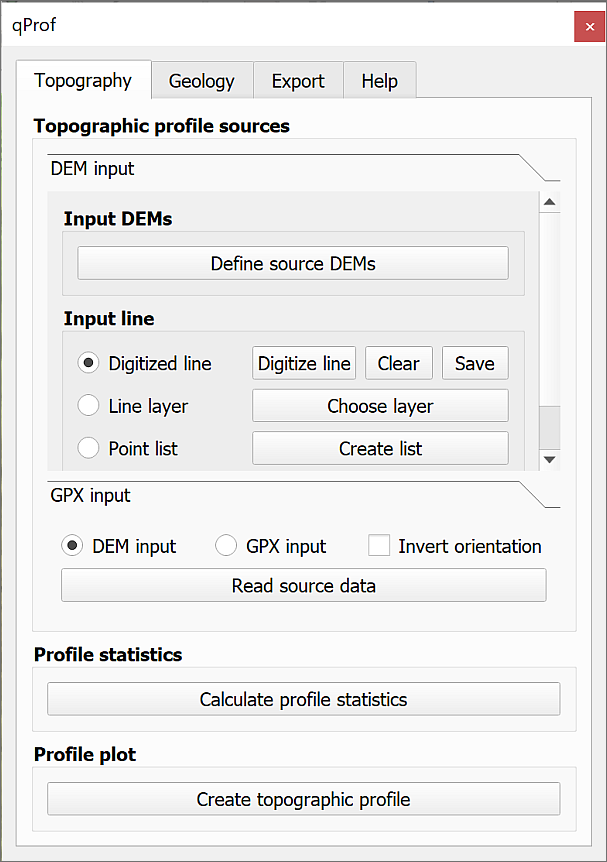 qProf
Topography Geology Export Help
Topographic profile sources
DEM input
Input DEMs
Define source DEMs
Input line
Digitized line Digitize line Clear Save
Line layer Choose layer
Point list Create list
GPX input
DEM input GPX input Invert orientation
Read source data
Profile statistics
Calculate profile statistics
Profile plot
Create topographic profile